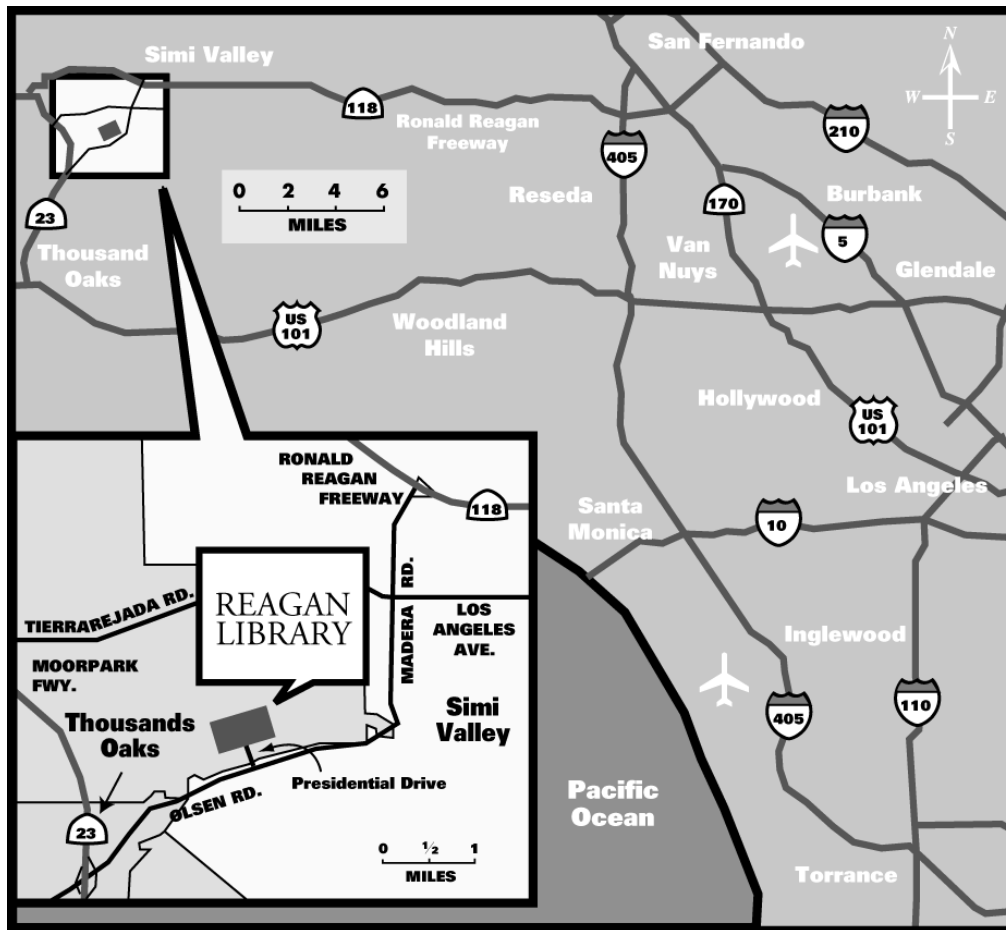 San Fernando
Simi Valley
N
W E
S
118
Ronald Reagan
Freeway
210
405
Reseda
170
Burbank
0 2 4 6
MILES
23
Van
Nuys
5
Thousand
Oaks
Glendale
US
101
Woodland
Hills
Hollywood
US
101
Los Angeles
Santa
Monica
10
Inglewood
405
110
Pacific
Ocean
Torrance
RONALD
REAGAN
FREEWAY
118
MADERA RD.
TIERRAREJADA RD.
REAGAN
LIBRARY
LOS
ANGELES
AVE.
MOORPARK
FWY.
Thousands
Oaks
Simi
Valley
Presidential Drive
OLSEN RD.
23
0 ½ 1
MILES